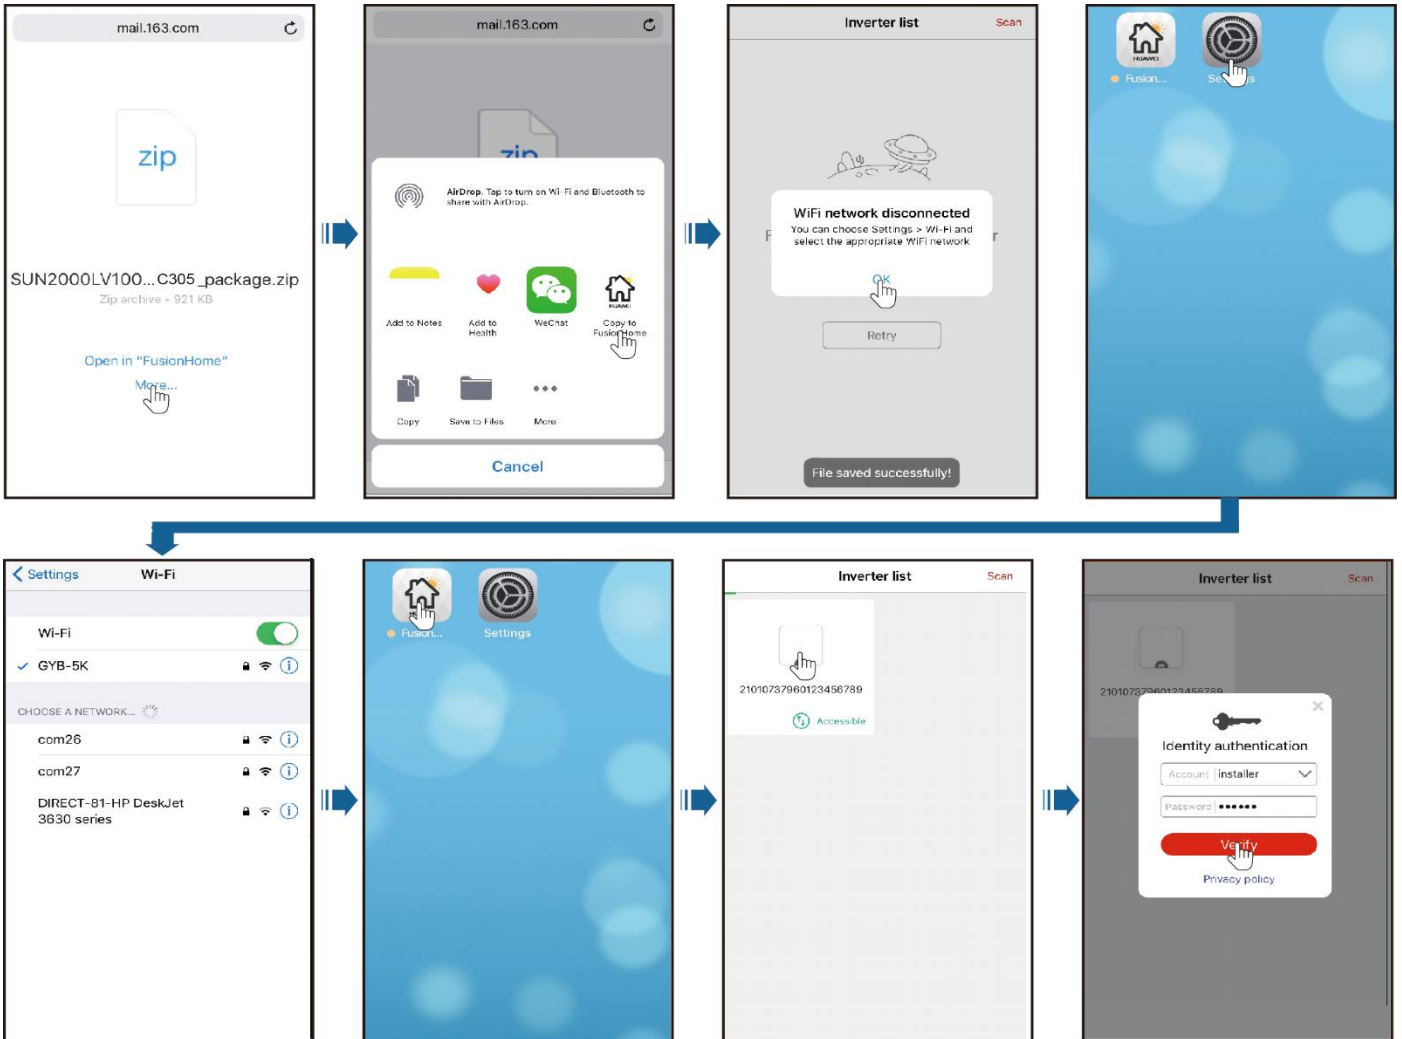 mail.163.com
zip
SUN2000LV100...C305_package.zip
Zip archive - 921 KB
Open in "FusionHome"
More...
mail.163.com
zip
AirDrop. Tap to turn on Wi-Fi and Bluetooth to
share with AirDrop.
Add to Notes
Add to
Health
WeChat
HUAWEI
Copy to
FusionHome
Copy
Save to Files
More
Cancel
Inverter list
Scan
WiFi network disconnected
You can choose Settings > Wi-Fi and
select the appropriate WiFi network
OK
Retry
File saved successfully!
HUAWEI
Fusion...
Settings
Settings
Wi-Fi
Wi-Fi
GYB-5K
CHOOSE A NETWORK...
com26
com27
DIRECT-81-HP DeskJet
3630 series
Fusion...
Settings
Inverter list
Scan
21010737960123456789
Accessible
Inverter list
Scan
21010737960123456789
Identity authentication
Account installer
Password ••••••
Verify
Privacy policy